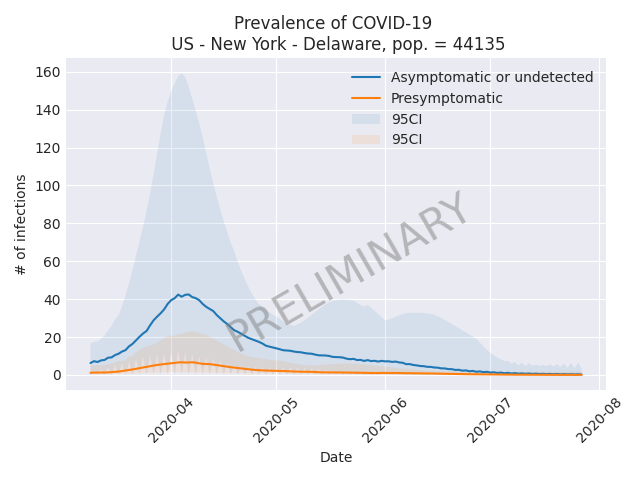 Prevalence of COVID-19
US - New York - Delaware, pop. = 44135
Asymptomatic or undetected
Presymptomatic
95CI
95CI
160
140
120
100
80
60
40
20
0
# of infections
PRELIMINARY
2020-04
2020-05
2020-06
2020-07
2020-08
Date